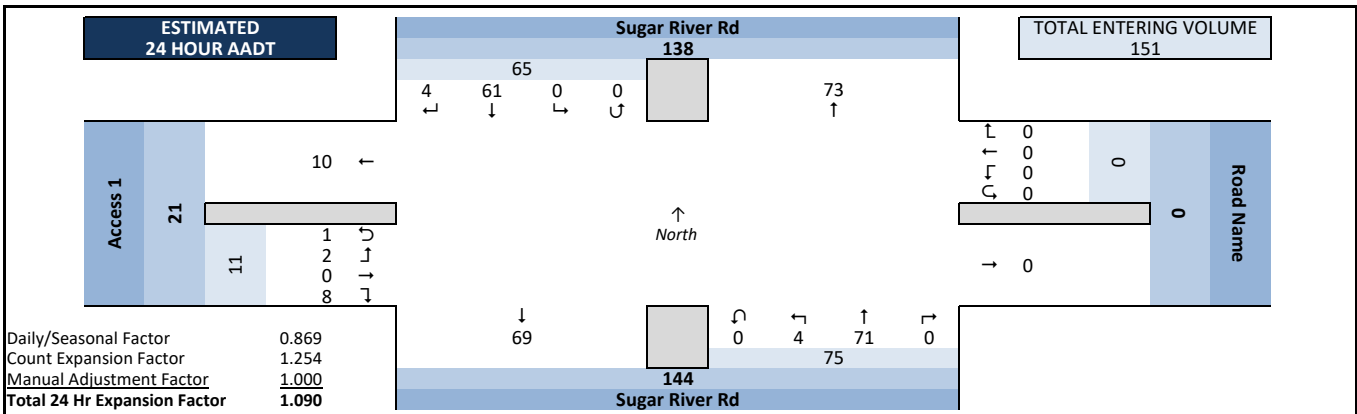 ESTIMATED
24 HOUR AADT
Sugar River Rd
138
TOTAL ENTERING VOLUME
151
65
4 61 0 0
↵ ↓ ↳ ↺
73
↑
Access 1
21
10 ←
11
1 ⮌
2 ⮥
0 →
8 ⮧
↑
North
↰ 0
← 0
↲ 0
⮎ 0
0
0
Road Name
→ 0
↓
69
0 4 71 0
75
144
Sugar River Rd
Daily/Seasonal Factor 0.869
Count Expansion Factor 1.254
Manual Adjustment Factor 1.000
Total 24 Hr Expansion Factor 1.090